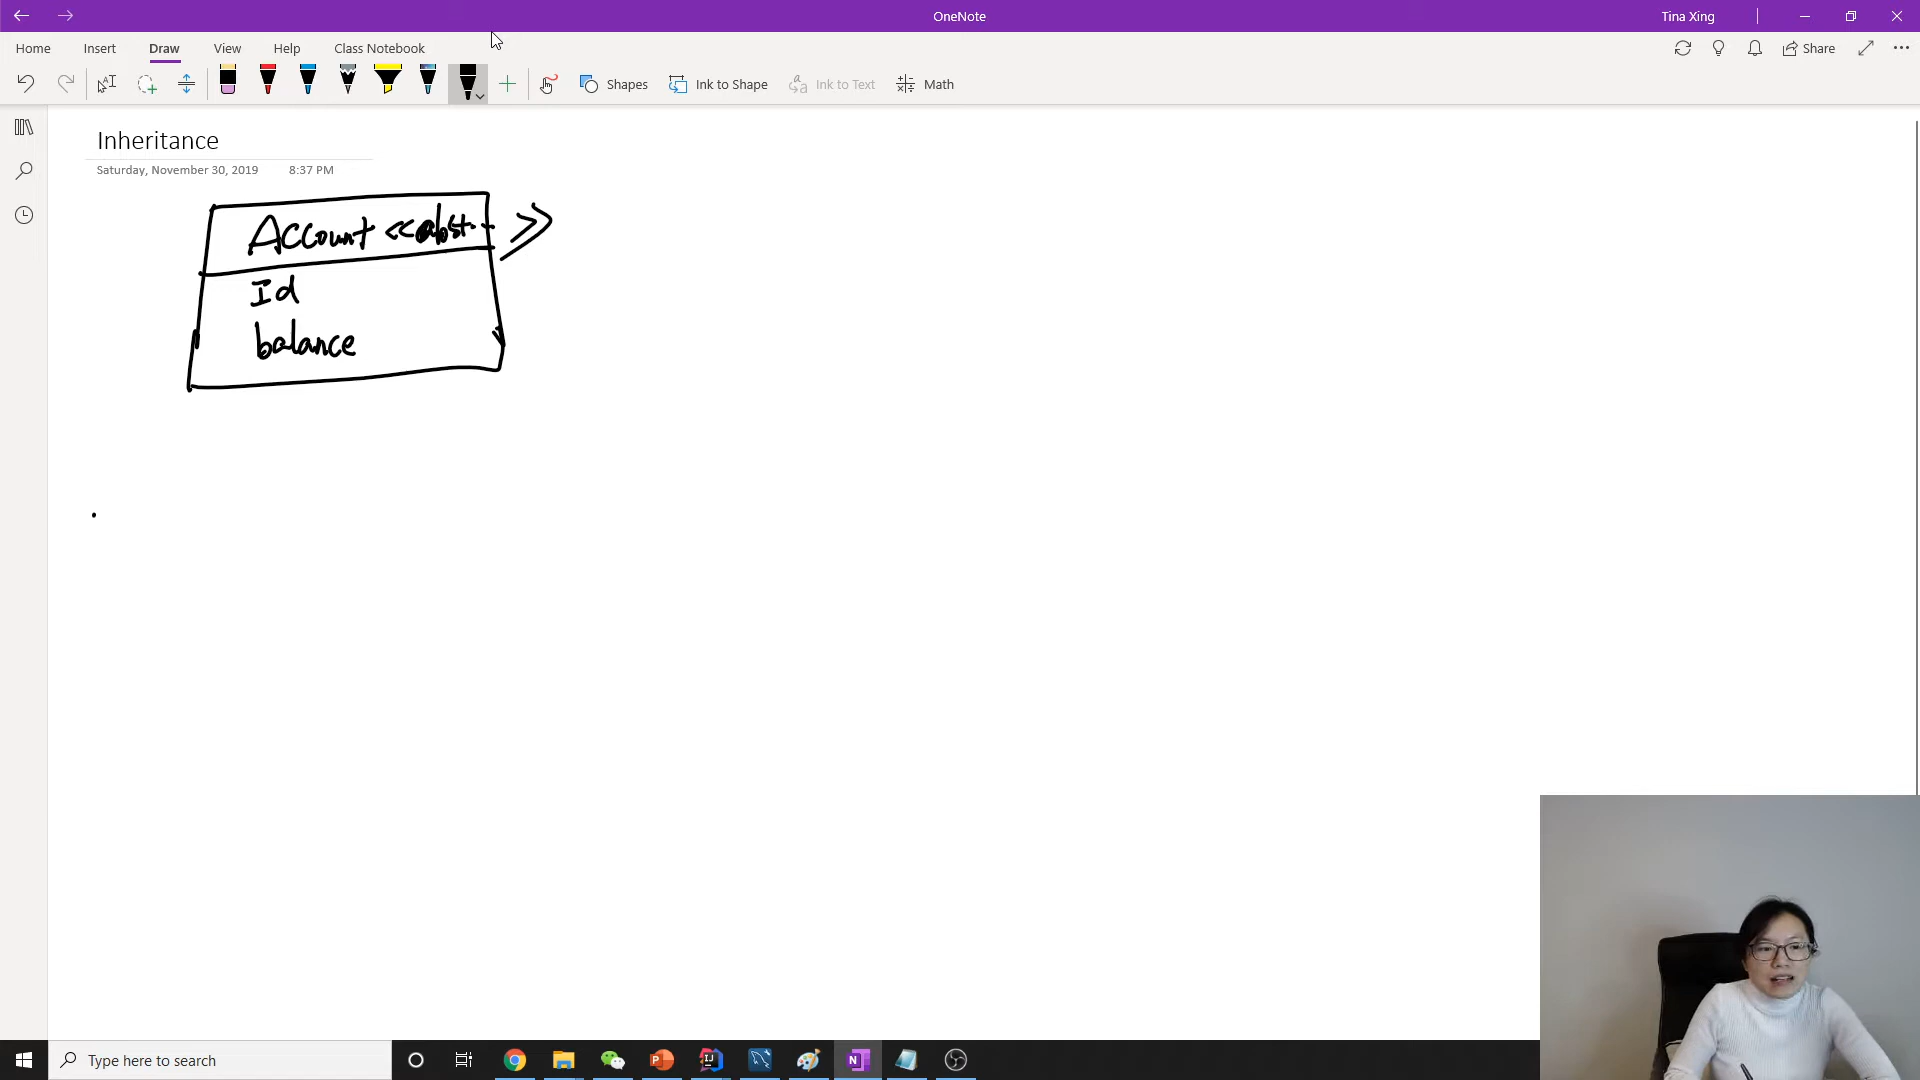 OneNote
Tina Xing
Home Insert Draw View Help Class Notebook
Share
Shapes Ink to Shape Ink to Text Math
Inheritance
Saturday, November 30, 2019 8:37 PM
Account <<abst-->>
Id
balance
Type here to search